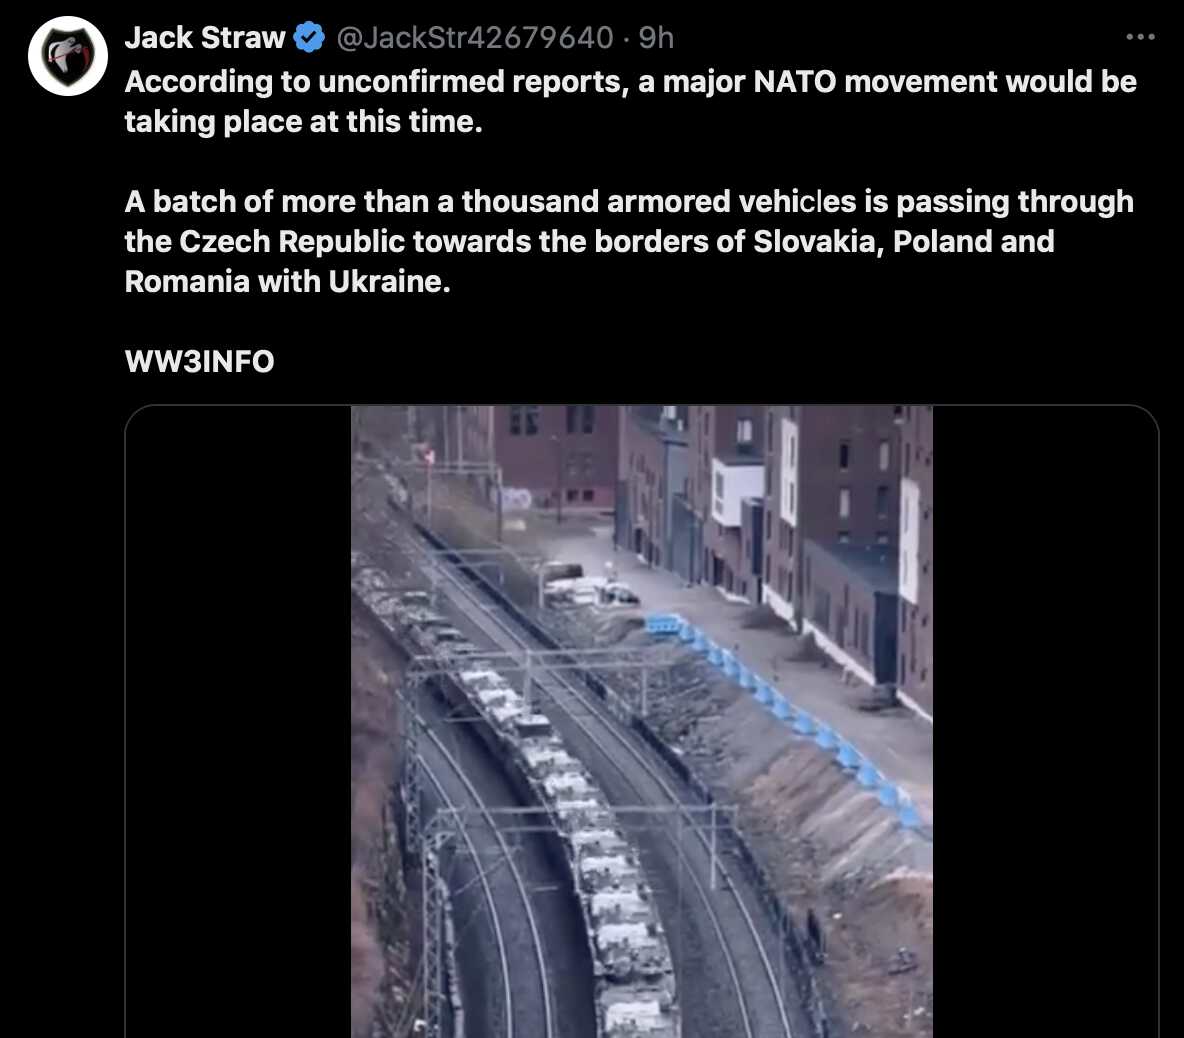 Jack Straw @JackStr42679640 · 9h
According to unconfirmed reports, a major NATO movement would be
taking place at this time.
A batch of more than a thousand armored vehicles is passing through
the Czech Republic towards the borders of Slovakia, Poland and
Romania with Ukraine.
WW3INFO